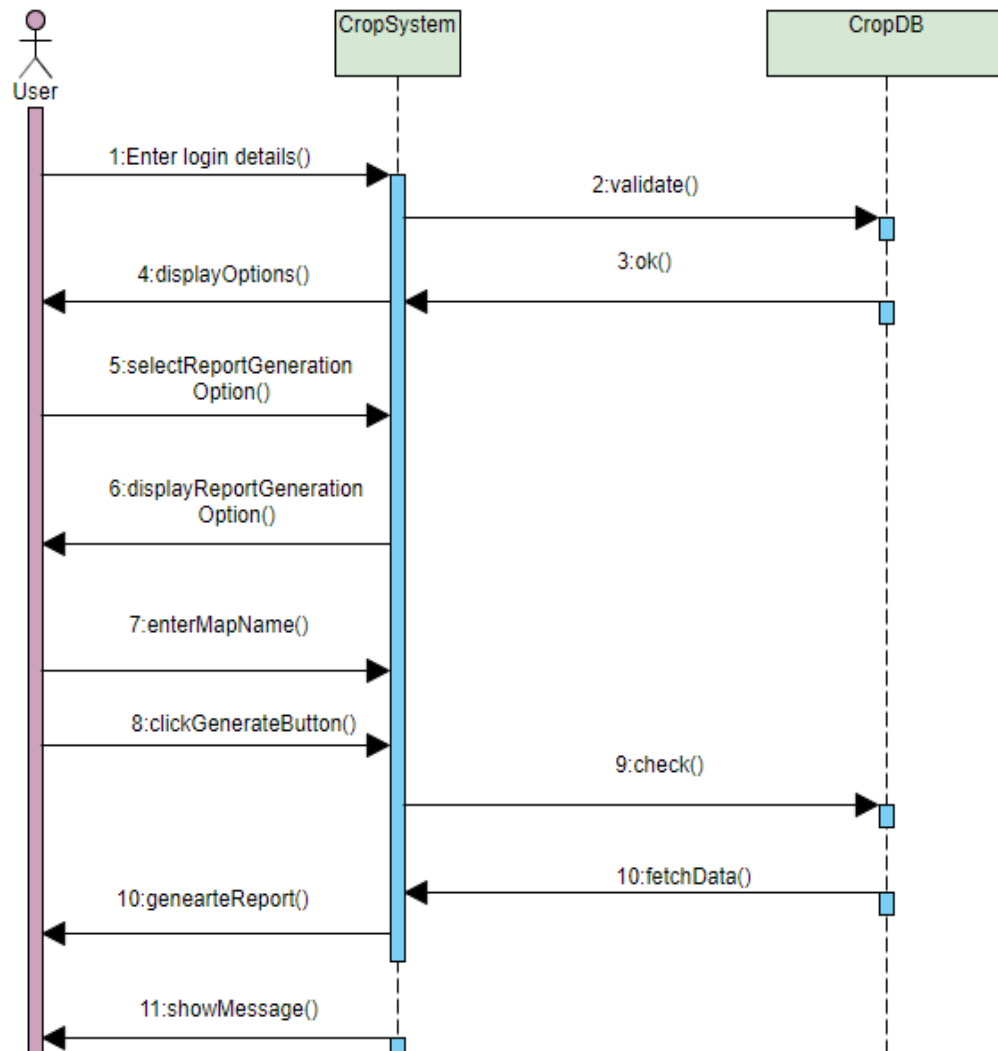 CropSystem
CropDB
User
1:Enter login details()
2:validate()
3:ok()
4:displayOptions()
5:selectReportGeneration
Option()
6:displayReportGeneration
Option()
7:enterMapName()
8:clickGenerateButton()
9:check()
10:fetchData()
10:genearteReport()
11:showMessage()